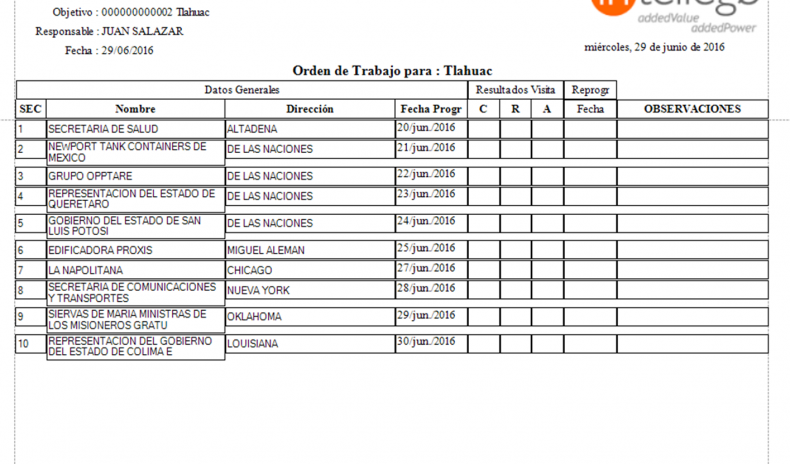 Objetivo : 000000000002 Tlahuac
Responsable : JUAN SALAZAR
Fecha : 29/06/2016
addedValue
addedPower
miércoles, 29 de junio de 2016
Orden de Trabajo para : Tlahuac
Datos Generales Resultados Visita Reprogr
SEC Nombre Dirección Fecha Progr C R A Fecha OBSERVACIONES
1 SECRETARIA DE SALUD ALTADENA 20/jun./2016
2 NEWPORT TANK CONTAINERS DE DE LAS NACIONES 21/jun./2016
MEXICO
3 GRUPO OPPTARE DE LAS NACIONES 22/jun./2016
4 REPRESENTACION DEL ESTADO DE DE LAS NACIONES 23/jun./2016
QUERETARO
5 GOBIERNO DEL ESTADO DE SAN DE LAS NACIONES 24/jun./2016
LUIS POTOSI
6 EDIFICADORA PROXIS MIGUEL ALEMAN 25/jun./2016
7 LA NAPOLITANA CHICAGO 27/jun./2016
8 SECRETARIA DE COMUNICACIONES NUEVA YORK 28/jun./2016
Y TRANSPORTES
9 SIERVAS DE MARIA MINISTRAS DE OKLAHOMA 29/jun./2016
LOS MISIONEROS GRATU
10 REPRESENTACION DEL GOBIERNO LOUISIANA 30/jun./2016
DEL ESTADO DE COLIMA E